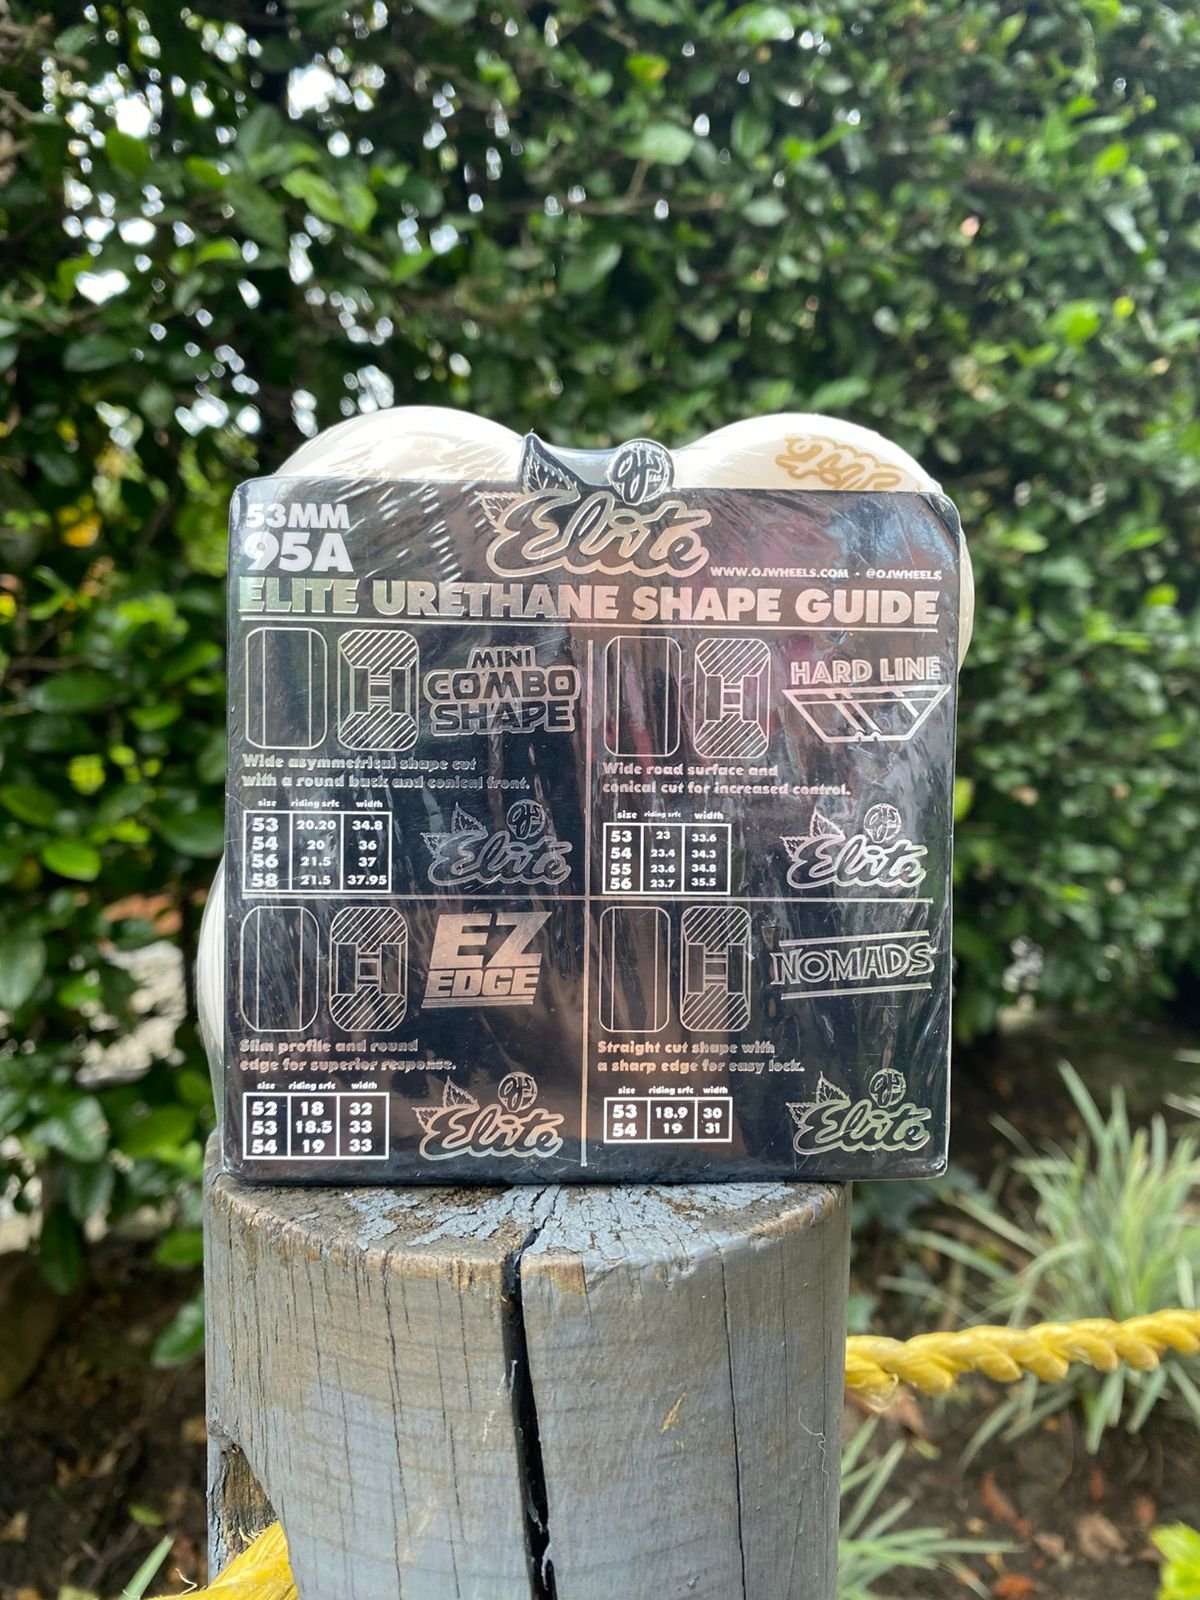 53MM
95A
Elite
WWW.OJWHEELS.COM - @OJWHEELS
ELITE URETHANE SHAPE GUIDE
MINI
COMBO
SHAPE
Wide asymmetrical shape cut
with a round back and conical front.
size riding srfc width
53 20.20 34.8
54 20 36
56 21.5 37
58 21.5 37.95
Elite
HARD LINE
Wide road surface and
conical cut for increased control.
size riding srfc width
53 23 33.6
54 23.4 34.3
55 23.6 34.8
56 23.7 35.5
Elite
EZ
EDGE
Slim profile and round
edge for superior response.
size riding srfc width
52 18 32
53 18.5 33
54 19 33
Elite
NOMADS
Straight cut shape with
a sharp edge for easy lock.
size riding srfc width
53 18.9 30
54 19 31
Elite